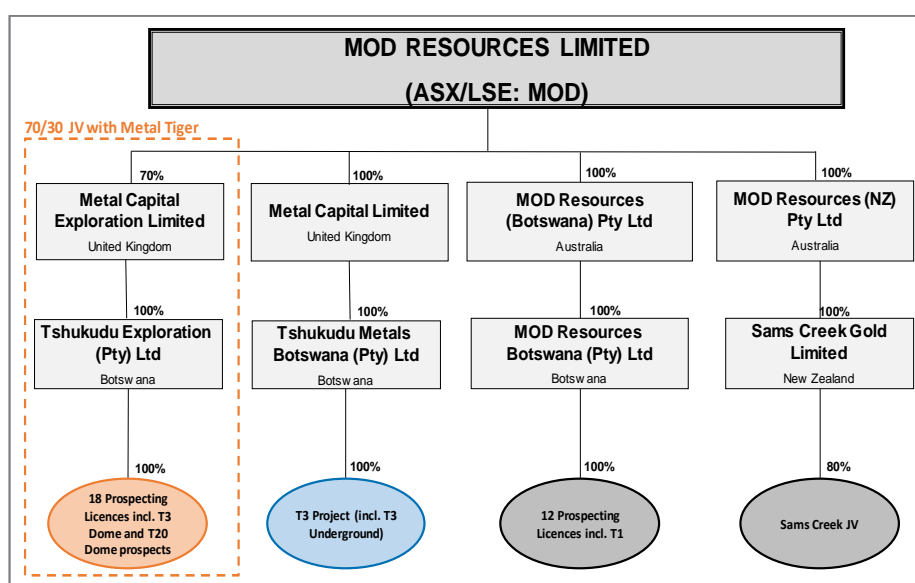 MOD RESOURCES LIMITED
(ASX/LSE: MOD)
70/30 JV with Metal Tiger
70%
100%
100%
100%
Metal Capital
Exploration Limited
United Kingdom
Metal Capital Limited
United Kingdom
MOD Resources
(Botswana) Pty Ltd
Australia
MOD Resources (NZ)
Pty Ltd
Australia
100%
100%
100%
100%
Tshukudu Exploration
(Pty) Ltd
Botswana
Tshukudu Metals
Botswana (Pty) Ltd
Botswana
MOD Resources
Botswana (Pty) Ltd
Botswana
Sams Creek Gold
Limited
New Zealand
100%
100%
100%
80%
18 Prospecting
Licences incl. T3
Dome and T20
Dome prospects
T3 Project (incl. T3
Underground)
12 Prospecting
Licences incl. T1
Sams Creek JV